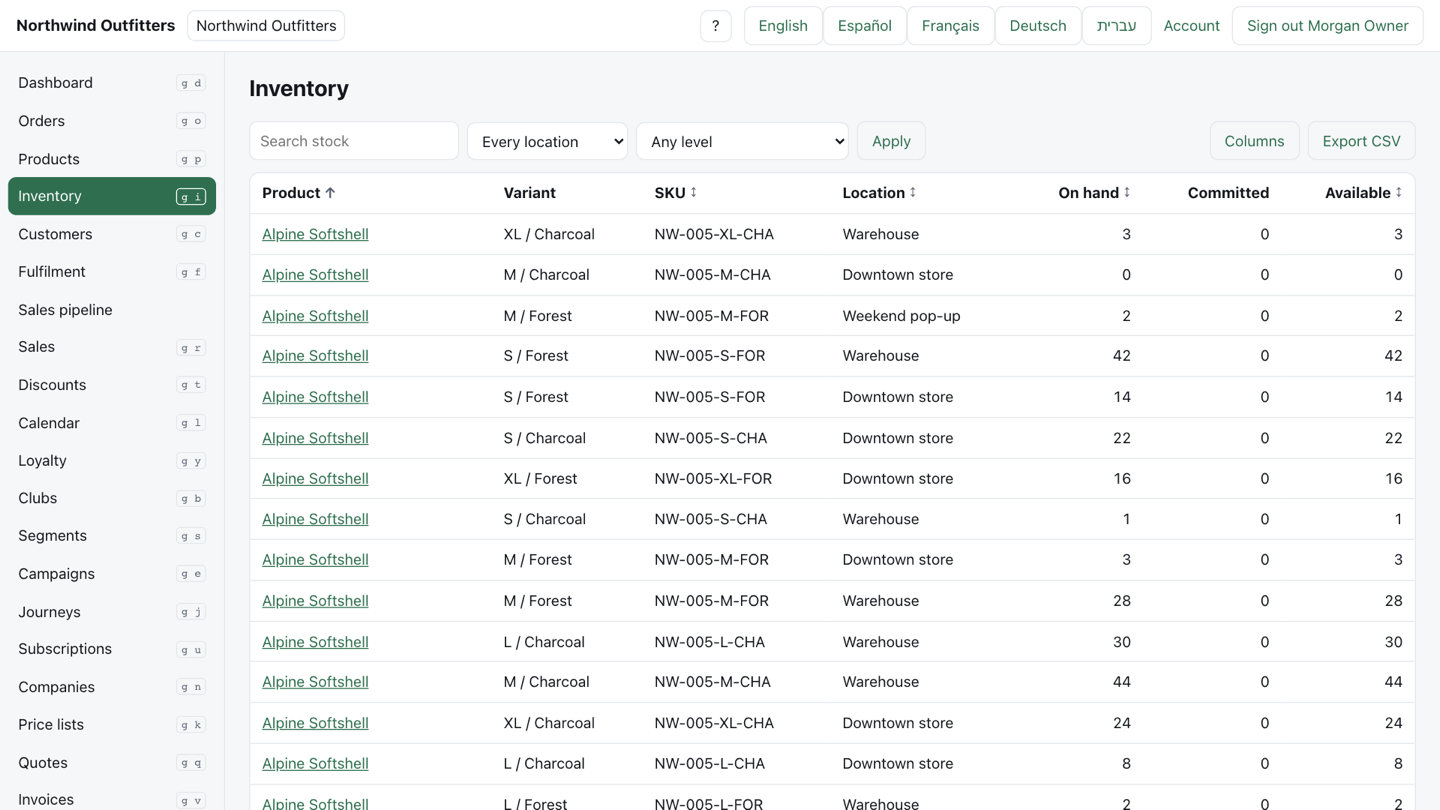 Northwind Outfitters Northwind Outfitters ? English Español Français Deutsch עברית Account Sign out Morgan Owner
Dashboard g d
Orders g o
Products g p
Inventory g i
Customers g c
Fulfilment g f
Sales pipeline
Sales g r
Discounts g t
Calendar g l
Loyalty g y
Clubs g b
Segments g s
Campaigns g e
Journeys g j
Subscriptions g u
Companies g n
Price lists g k
Quotes g q
Invoices g v
Inventory
Search stock Every location Any level Apply Columns Export CSV
Product ↑ Variant SKU ↕ Location ↕ On hand ↕ Committed Available ↕
Alpine Softshell XL / Charcoal NW-005-XL-CHA Warehouse 3 0 3
Alpine Softshell M / Charcoal NW-005-M-CHA Downtown store 0 0 0
Alpine Softshell M / Forest NW-005-M-FOR Weekend pop-up 2 0 2
Alpine Softshell S / Forest NW-005-S-FOR Warehouse 42 0 42
Alpine Softshell S / Forest NW-005-S-FOR Downtown store 14 0 14
Alpine Softshell S / Charcoal NW-005-S-CHA Downtown store 22 0 22
Alpine Softshell XL / Forest NW-005-XL-FOR Downtown store 16 0 16
Alpine Softshell S / Charcoal NW-005-S-CHA Warehouse 1 0 1
Alpine Softshell M / Forest NW-005-M-FOR Downtown store 3 0 3
Alpine Softshell M / Forest NW-005-M-FOR Warehouse 28 0 28
Alpine Softshell L / Charcoal NW-005-L-CHA Warehouse 30 0 30
Alpine Softshell M / Charcoal NW-005-M-CHA Warehouse 44 0 44
Alpine Softshell XL / Charcoal NW-005-XL-CHA Downtown store 24 0 24
Alpine Softshell L / Charcoal NW-005-L-CHA Downtown store 8 0 8
Alpine Softshell L / Forest NW-005-L-FOR Warehouse 2 0 2